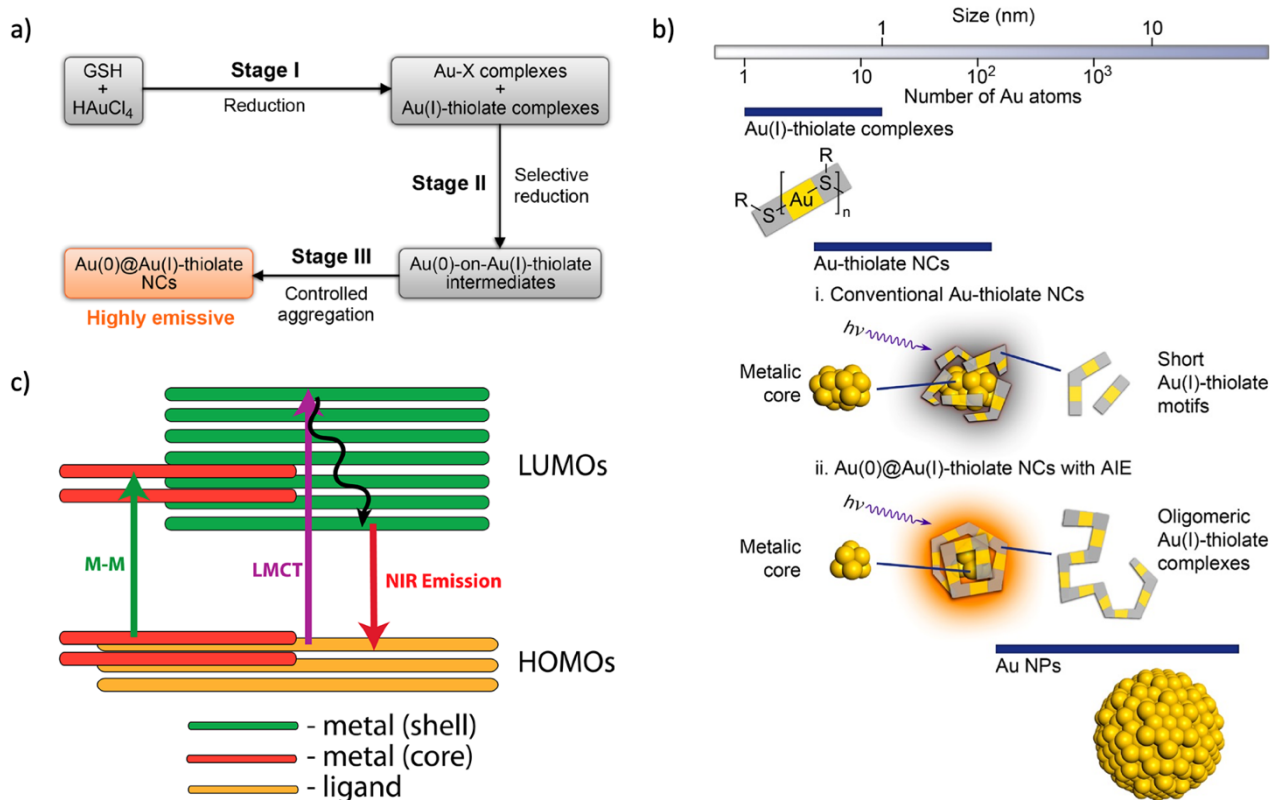 a)
GSH
+
HAuCl4
Stage I
Reduction
Au-X complexes
+
Au(I)-thiolate complexes
Stage II
Selective
reduction
Au(0)@Au(I)-thiolate
NCs
Stage III
Controlled
aggregation
Au(0)-on-Au(I)-thiolate
intermediates
Highly emissive
b)
Size (nm)
1
10
1
10
10²
10³
Number of Au atoms
Au(I)-thiolate complexes
R
R
S
Au
S
n
Au-thiolate NCs
i. Conventional Au-thiolate NCs
hν
Metalic
core
Short
Au(I)-thiolate
motifs
ii. Au(0)@Au(I)-thiolate NCs with AIE
hν
Metalic
core
Oligomeric
Au(I)-thiolate
complexes
Au NPs
c)
LUMOs
M-M
LMCT
NIR Emission
HOMOs
- metal (shell)
- metal (core)
- ligand